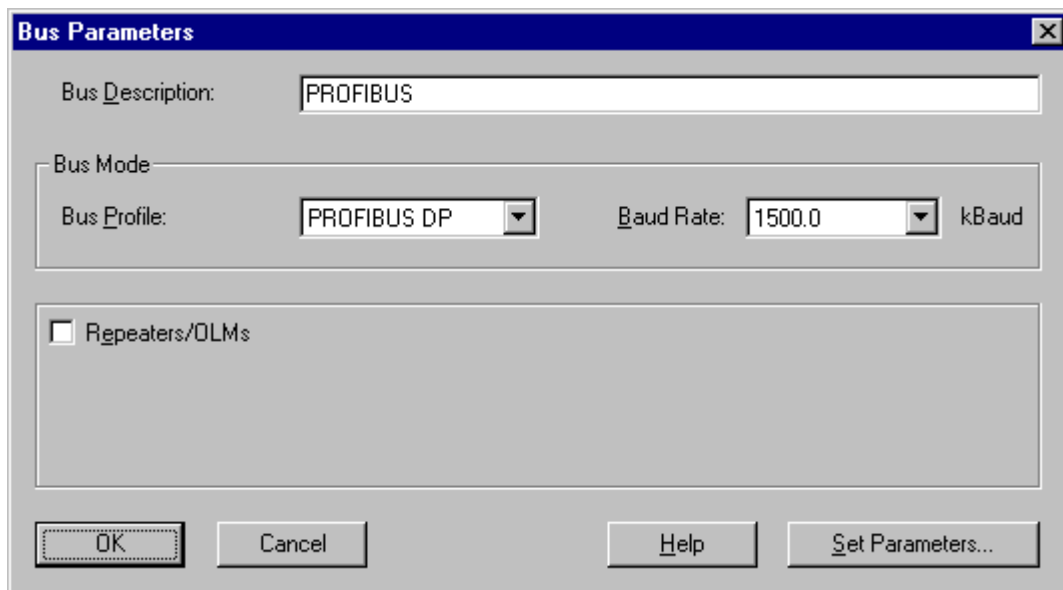 Bus Parameters
Bus Description: PROFIBUS
Bus Mode
Bus Profile: PROFIBUS DP Baud Rate: 1500.0 kBaud
Repeaters/OLMs
OK Cancel Help Set Parameters...